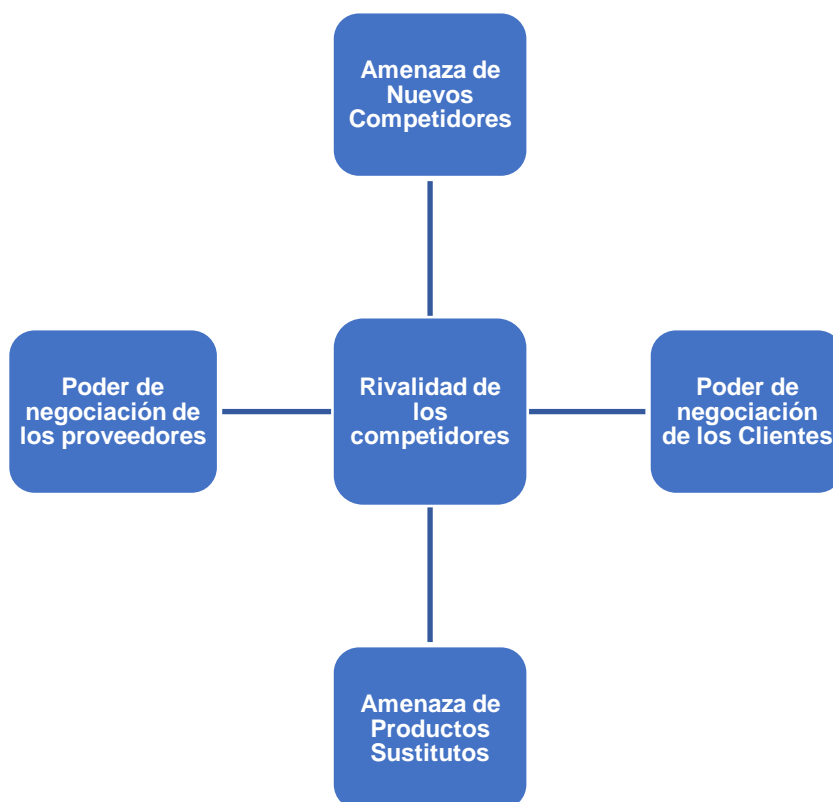 Amenaza de
Nuevos
Competidores
Poder de
negociación de
los proveedores
Rivalidad de
los
competidores
Poder de
negociación
de los Clientes
Amenaza de
Productos
Sustitutos